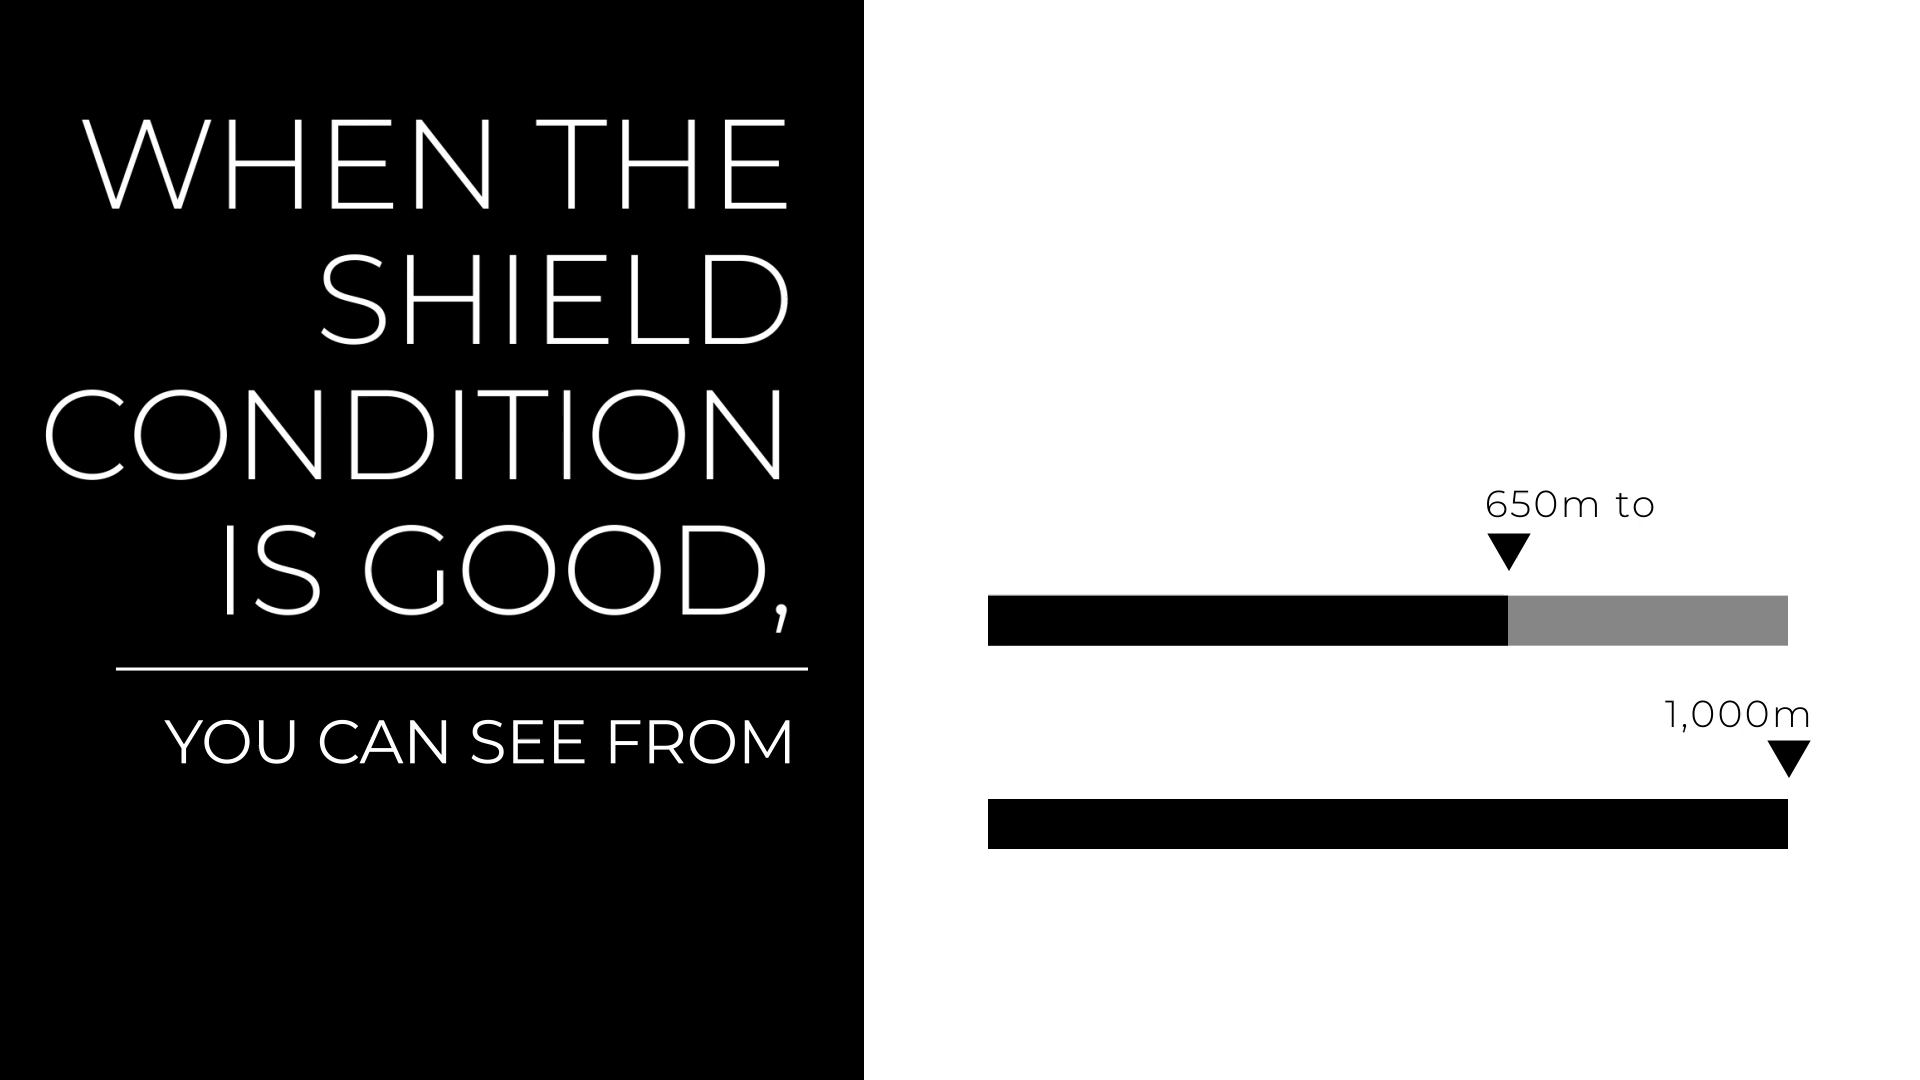 WHEN THE
SHIELD
CONDITION
IS GOOD,
YOU CAN SEE FROM
650m to
1,000m